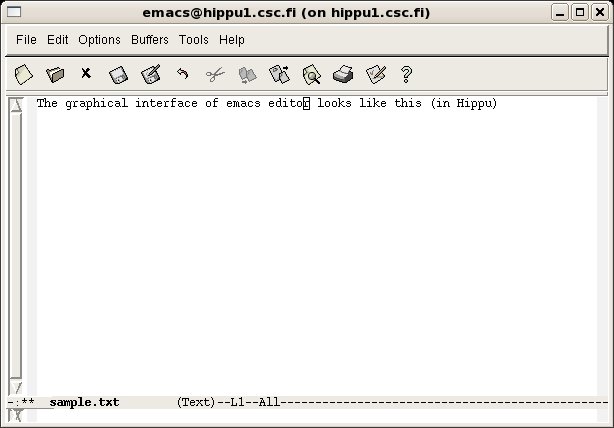 emacs@hippu1.csc.fi (on hippu1.csc.fi)
File Edit Options Buffers Tools Help
The graphical interface of emacs editor looks like this (in Hippu)
-:**  sample.txt        (Text)--L1--All----------------------------------------------